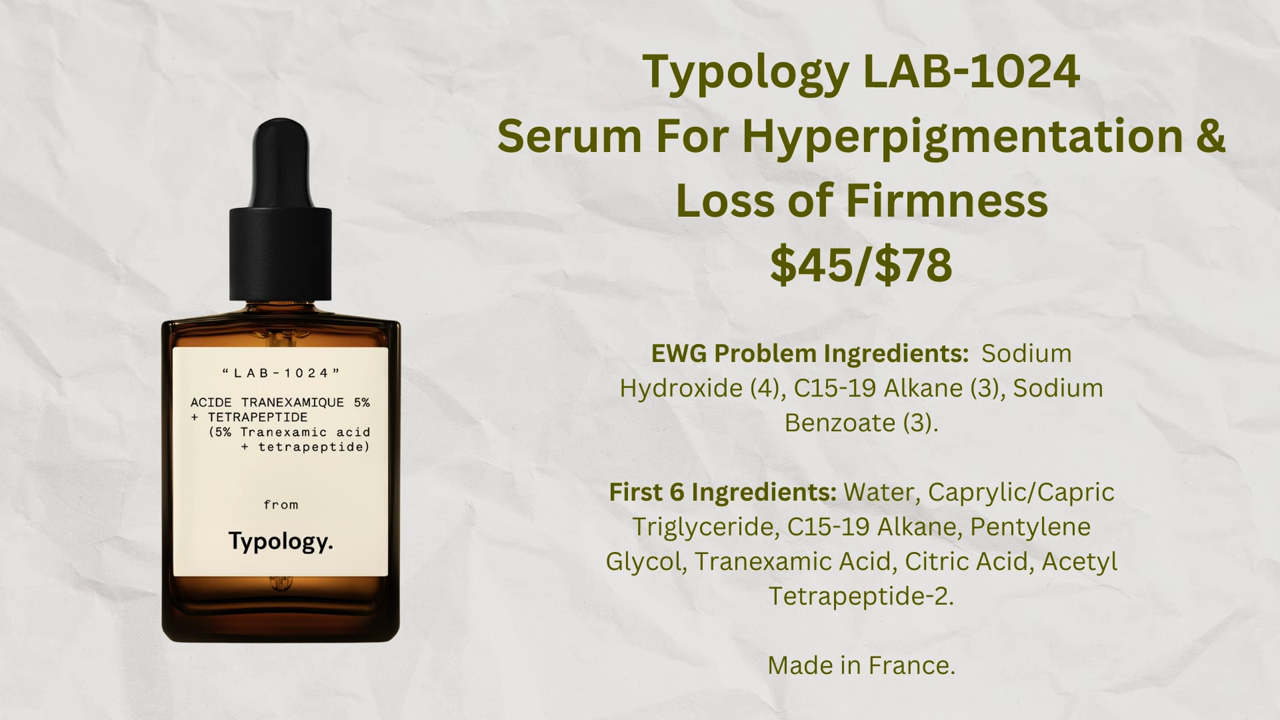 Typology LAB-1024
Serum For Hyperpigmentation &
Loss of Firmness
$45/$78
EWG Problem Ingredients: Sodium
Hydroxide (4), C15-19 Alkane (3), Sodium
Benzoate (3).
First 6 Ingredients: Water, Caprylic/Capric
Triglyceride, C15-19 Alkane, Pentylene
Glycol, Tranexamic Acid, Citric Acid, Acetyl
Tetrapeptide-2.
Made in France.
“LAB-1024”
ACIDE TRANEXAMIQUE 5%
+ TETRAPEPTIDE
(5% Tranexamic acid
+ tetrapeptide)
from
Typology.